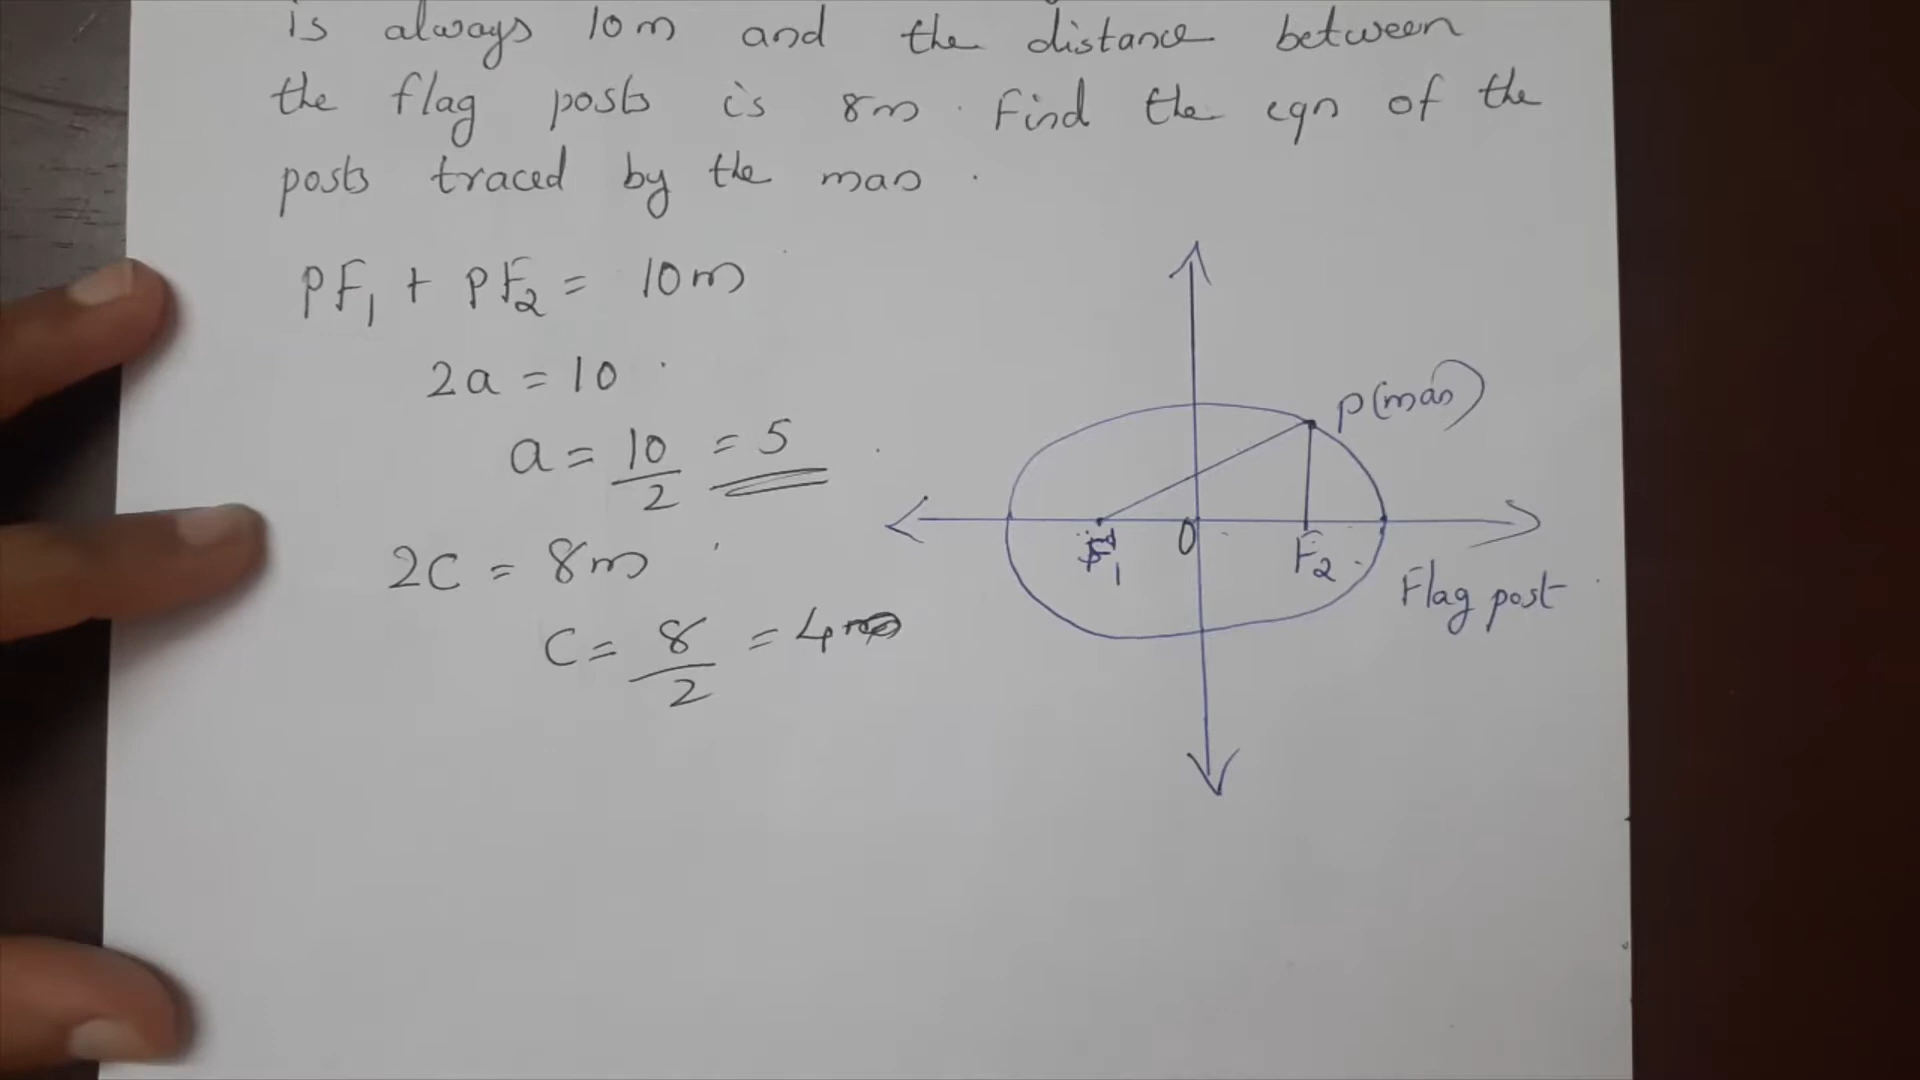 is always 10m and the distance between
the flag posts is 8m . Find the eqn of the
posts traced by the man .
PF₁ + PF₂ = 10m
2a = 10
a = 10/2 = 5
2C = 8m
C = 8/2 = 4
P(man)
F₁ O F₂
Flag post